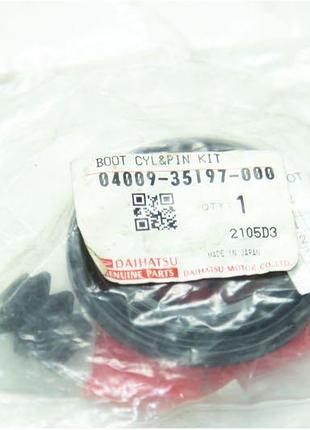 BOOT CYL&PIN KIT
04009-35197-000
QTY: 1
2105D3
MADE IN JAPAN
DAIHATSU
GENUINE PARTS
DAIHATSU MOTOR CO.,LTD.